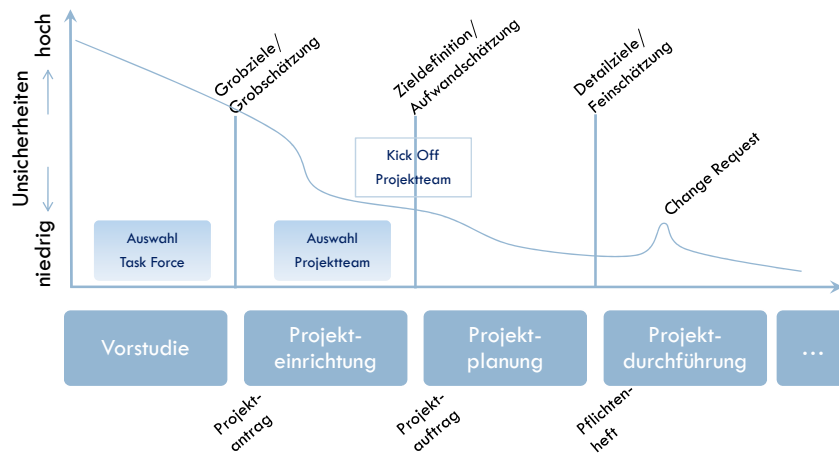 hoch
Unsicherheiten
niedrig
Grobziele/
Grobschätzung
Zieldefinition/
Aufwandschätzung
Detailziele/
Feinschätzung
Change Request
Kick Off
Projektteam
Auswahl
Task Force
Auswahl
Projektteam
Vorstudie
Projekt-
einrichtung
Projekt-
planung
Projekt-
durchführung
...
Projekt-
antrag
Projekt-
auftrag
Pflichten-
heft